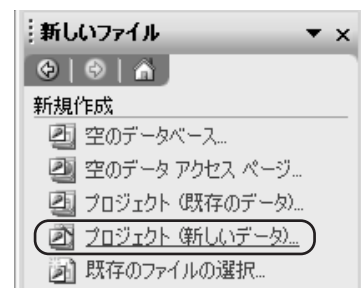 新しいファイル
新規作成
空のデータベース...
空のデータ アクセス ページ...
プロジェクト (既存のデータ)...
プロジェクト (新しいデータ)...
既存のファイルの選択...